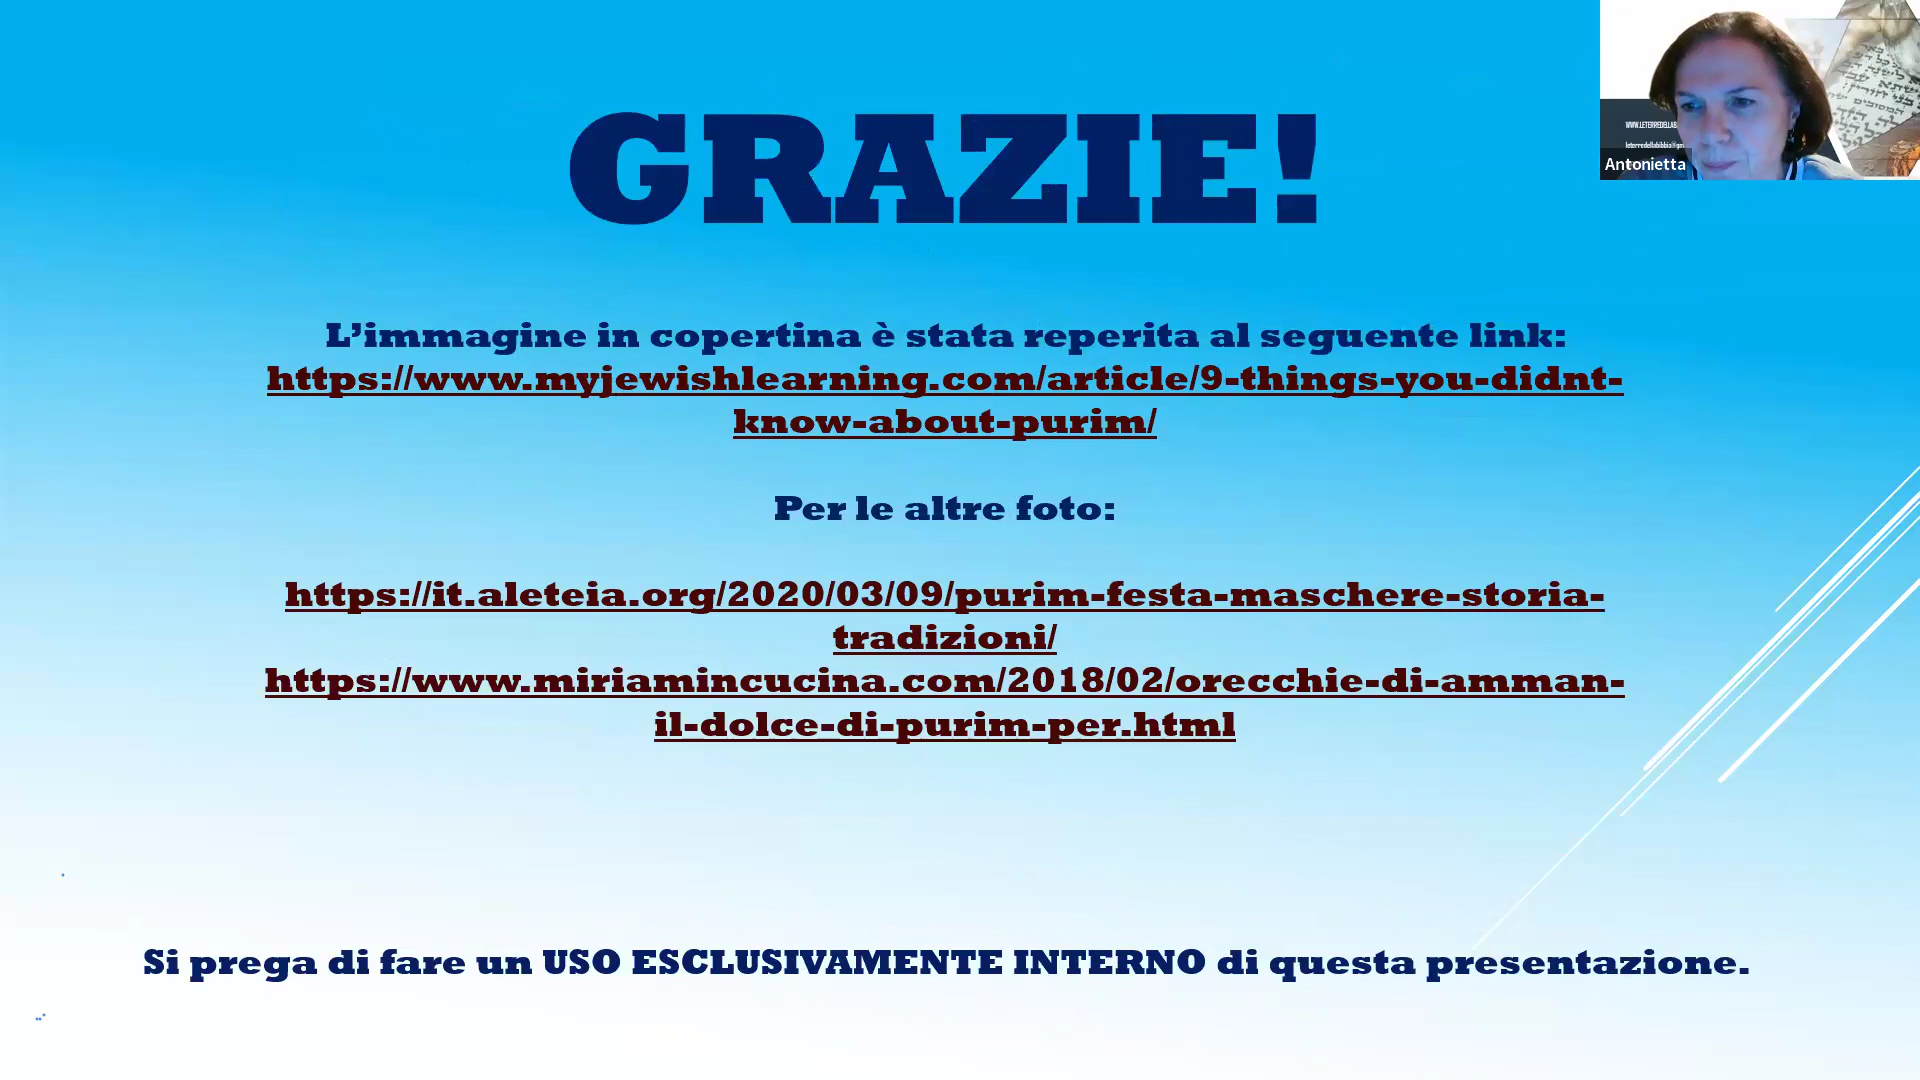 GRAZIE!
L’immagine in copertina è stata reperita al seguente link:
https://www.myjewishlearning.com/article/9-things-you-didnt-
know-about-purim/
Per le altre foto:
https://it.aleteia.org/2020/03/09/purim-festa-maschere-storia-
tradizioni/
https://www.miriamincucina.com/2018/02/orecchie-di-amman-
il-dolce-di-purim-per.html
Si prega di fare un USO ESCLUSIVAMENTE INTERNO di questa presentazione.
Antonietta